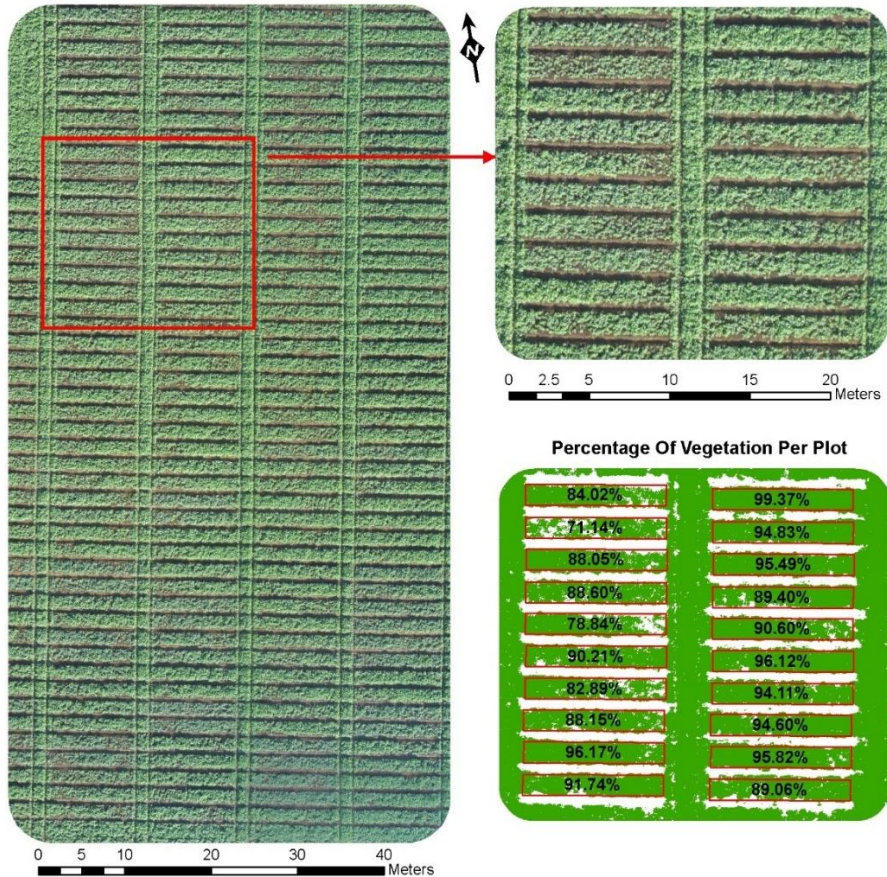 N
0 2.5 5 10 15 20
Meters
Percentage Of Vegetation Per Plot
84.02% 99.37%
71.14% 94.83%
88.05% 95.49%
88.60% 89.40%
78.84% 90.60%
90.21% 96.12%
82.89% 94.11%
88.15% 94.60%
96.17% 95.82%
91.74% 89.06%
0 5 10 20 30 40
Meters